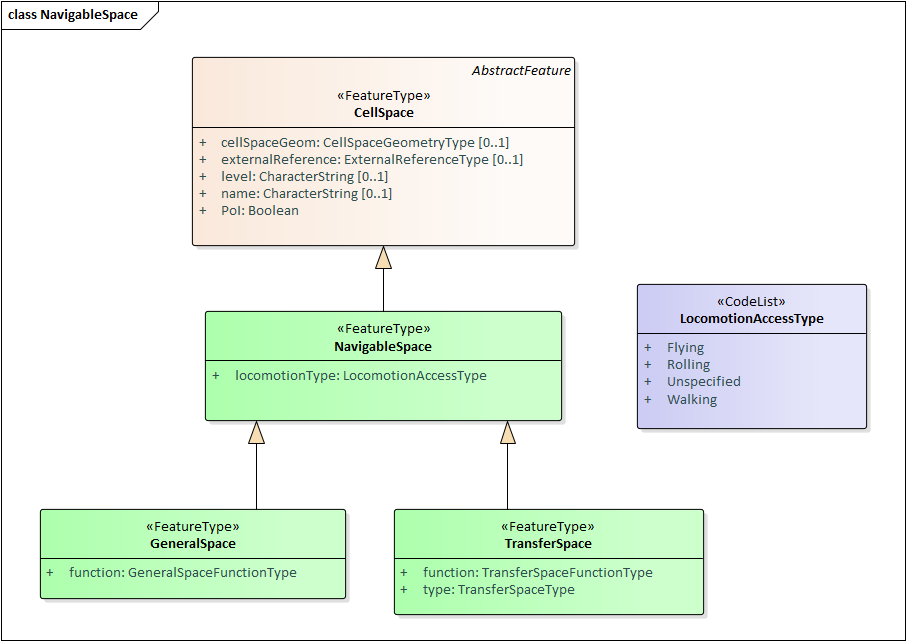 class NavigableSpace
AbstractFeature
«FeatureType»
CellSpace
+ cellSpaceGeom: CellSpaceGeometryType [0..1]
+ externalReference: ExternalReferenceType [0..1]
+ level: CharacterString [0..1]
+ name: CharacterString [0..1]
+ PoI: Boolean
«CodeList»
LocomotionAccessType
+ Flying
+ Rolling
+ Unspecified
+ Walking
«FeatureType»
NavigableSpace
+ locomotionType: LocomotionAccessType
«FeatureType»
GeneralSpace
+ function: GeneralSpaceFunctionType
«FeatureType»
TransferSpace
+ function: TransferSpaceFunctionType
+ type: TransferSpaceType